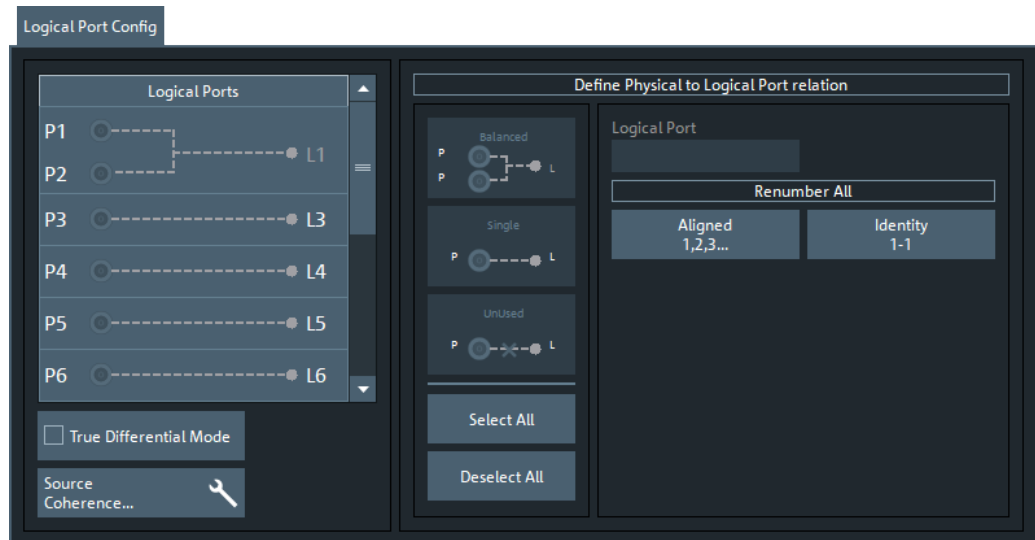 Logical Port Config
Logical Ports
P1
L1
P2
P3 L3
P4 L4
P5 L5
P6 L6
True Differential Mode
Source
Coherence...
Define Physical to Logical Port relation
Balanced
P
L
P
Single
P L
UnUsed
P L
Select All
Deselect All
Logical Port
Renumber All
Aligned
1,2,3...
Identity
1-1